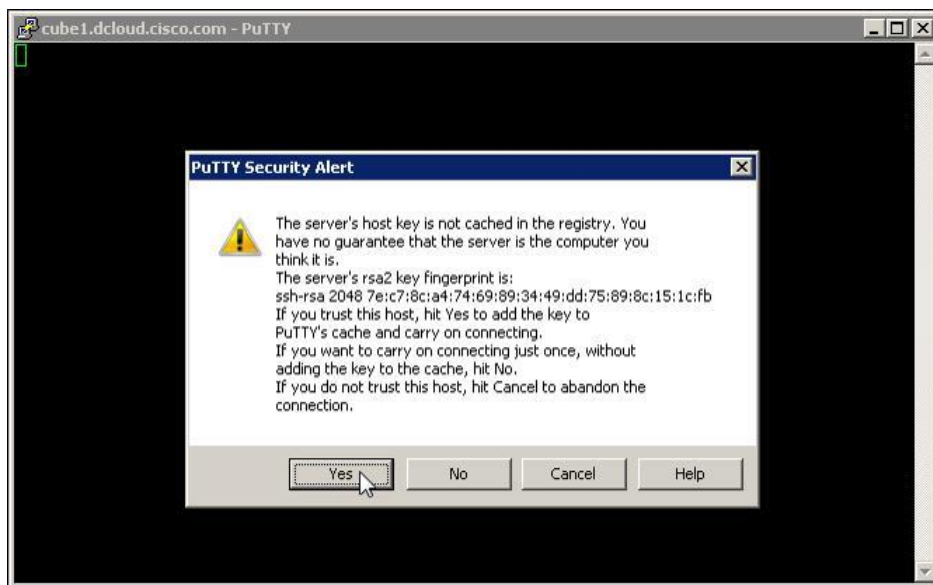 cube1.dcloud.cisco.com - PuTTY
PuTTY Security Alert
The server's host key is not cached in the registry. You
have no guarantee that the server is the computer you
think it is.
The server's rsa2 key fingerprint is:
ssh-rsa 2048 7e:c7:8c:a4:74:69:89:34:49:dd:75:89:8c:15:1c:fb
If you trust this host, hit Yes to add the key to
PuTTY's cache and carry on connecting.
If you want to carry on connecting just once, without
adding the key to the cache, hit No.
If you do not trust this host, hit Cancel to abandon the
connection.
Yes No Cancel Help